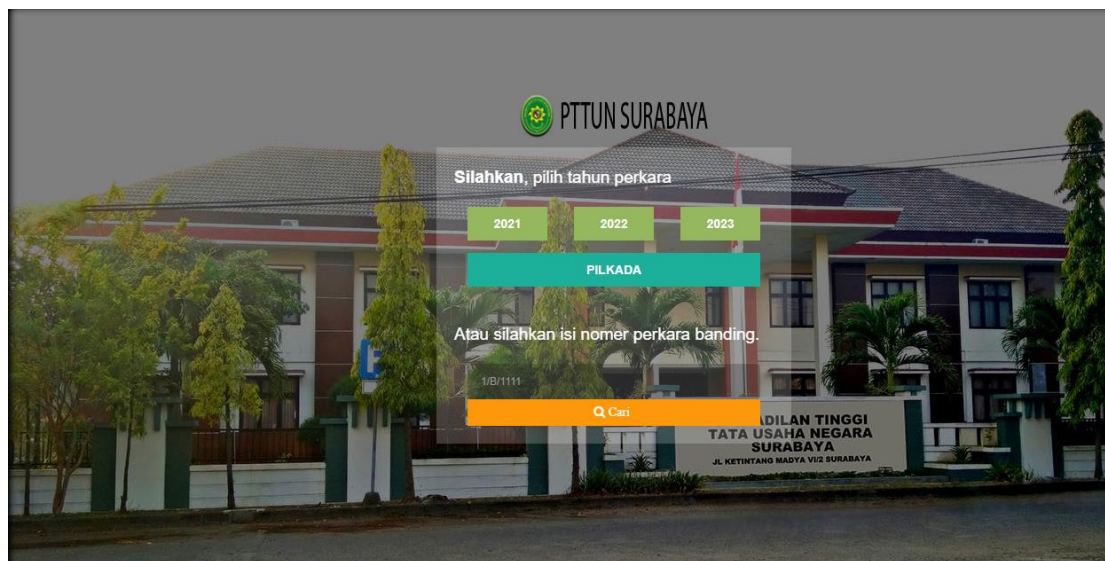 PTTUN SURABAYA
Silahkan, pilih tahun perkara
2021 2022 2023
PILKADA
Atau silahkan isi nomer perkara banding.
1/B/1111
Cari
TINGGI
TATA USAHA NEGARA
SURABAYA
JL KETINTANG MADYA VI/2 SURABAYA